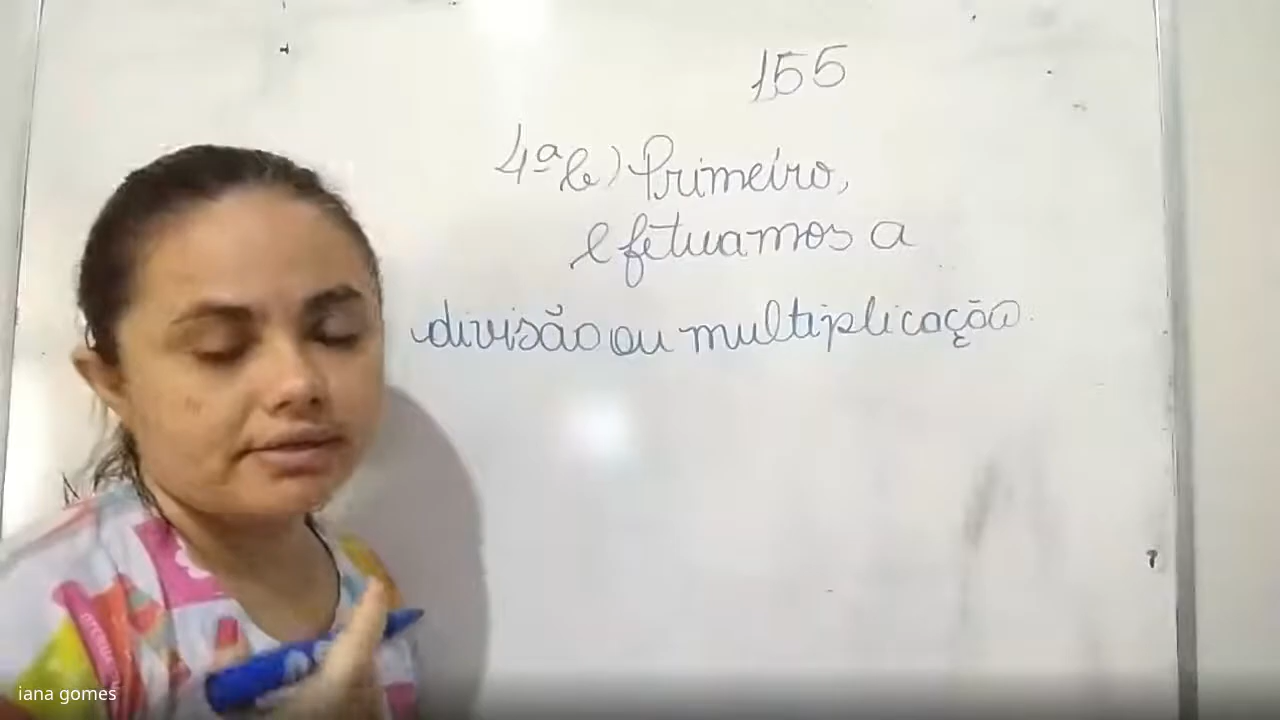 155
4ª b) Primeiro,
efetuamos a
divisão ou multiplicação.
iana gomes